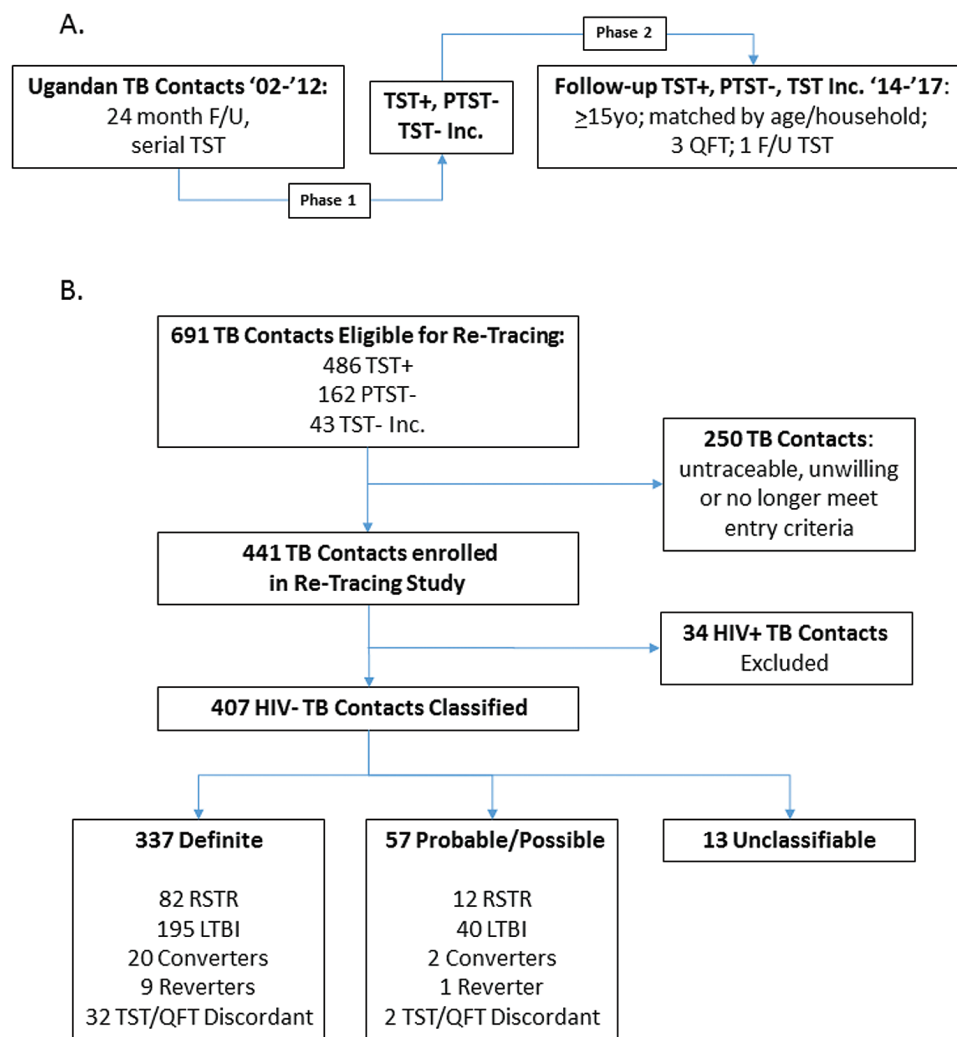 A.
Phase 2
Ugandan TB Contacts ‘02-’12:
24 month F/U,
serial TST
TST+, PTST-
TST- Inc.
Follow-up TST+, PTST-, TST Inc. ‘14-’17:
≥15yo; matched by age/household;
3 QFT; 1 F/U TST
Phase 1
B.
691 TB Contacts Eligible for Re-Tracing:
486 TST+
162 PTST-
43 TST- Inc.
250 TB Contacts:
untraceable, unwilling
or no longer meet
entry criteria
441 TB Contacts enrolled
in Re-Tracing Study
34 HIV+ TB Contacts
Excluded
407 HIV- TB Contacts Classified
337 Definite
82 RSTR
195 LTBI
20 Converters
9 Reverters
32 TST/QFT Discordant
57 Probable/Possible
12 RSTR
40 LTBI
2 Converters
1 Reverter
2 TST/QFT Discordant
13 Unclassifiable